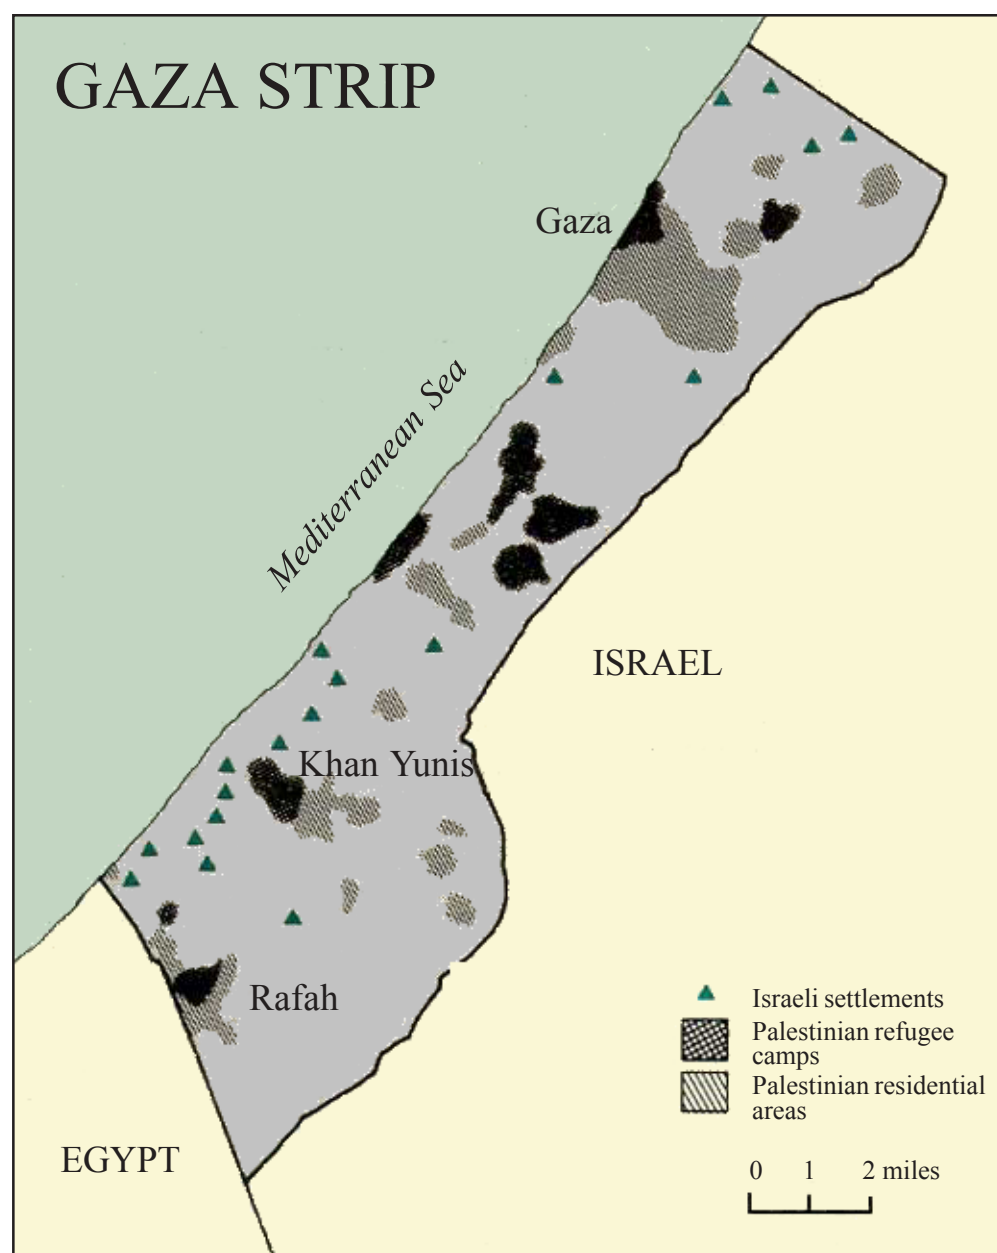 GAZA STRIP
Gaza
Mediterranean Sea
ISRAEL
Khan Yunis
Rafah
EGYPT
Israeli settlements
Palestinian refugee
camps
Palestinian residential
areas
0 1 2 miles